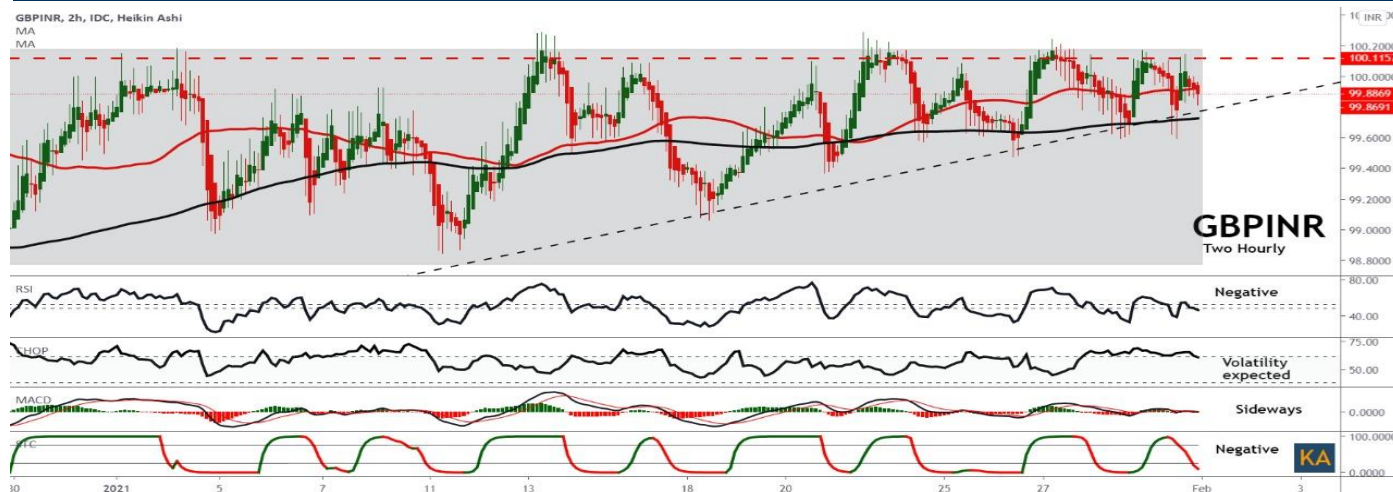 GBPINR, 2h, IDC, Heikin Ashi
MA
MA
INR
100.2000
100.115
100.0000
99.8869
99.8691
99.6000
99.4000
99.2000
99.0000
98.8000
GBPINR
Two Hourly
RSI
Negative
80.00
40.00
CHOP
Volatility
expected
75.00
50.00
MACD
Sideways
0.0000
STC
Negative
KA
100.0000
0.0000
30 2021 5 7 11 13 18 20 25 27 Feb 3